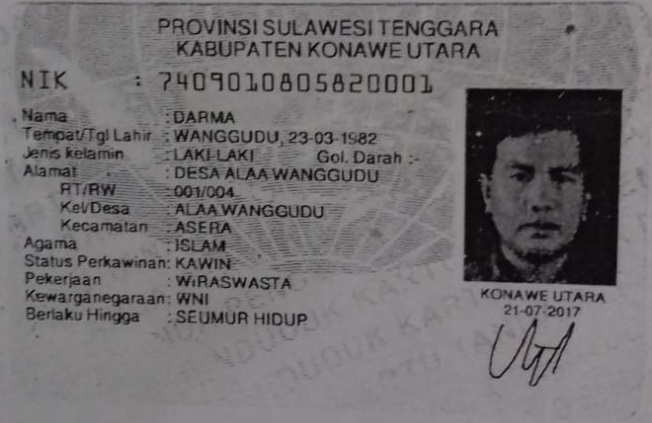 PROVINSI SULAWESI TENGGARA
KABUPATEN KONAWE UTARA
NIK : 7409010805820001
Nama : DARMA
Tempat/Tgl Lahir : WANGGUDU, 23-03-1982
Jenis kelamin : LAKI-LAKI Gol. Darah :-
Alamat : DESA ALAA WANGGUDU
RT/RW : 001/004
Kel/Desa : ALAA WANGGUDU
Kecamatan : ASERA
Agama : ISLAM
Status Perkawinan: KAWIN
Pekerjaan : WIRASWASTA
Kewarganegaraan: WNI
Berlaku Hingga : SEUMUR HIDUP
KONAWE UTARA
21-07-2017